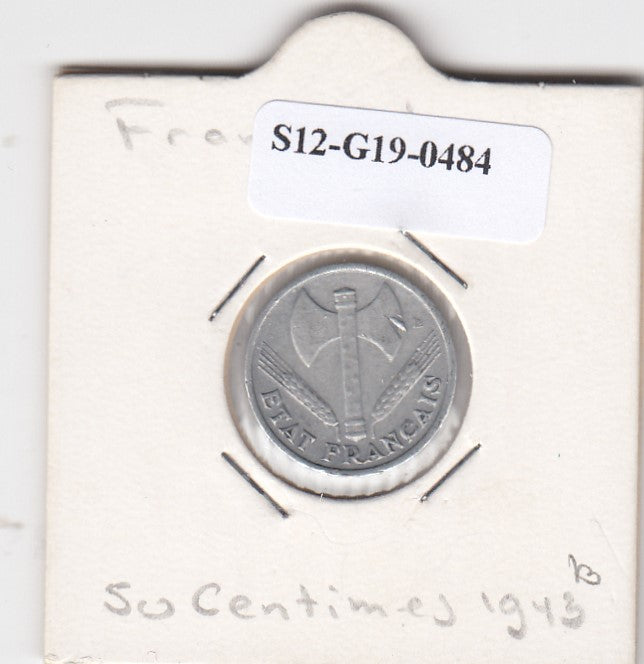 S12-G19-0484
ETAT FRANCAIS
B
50 Centimes 1943